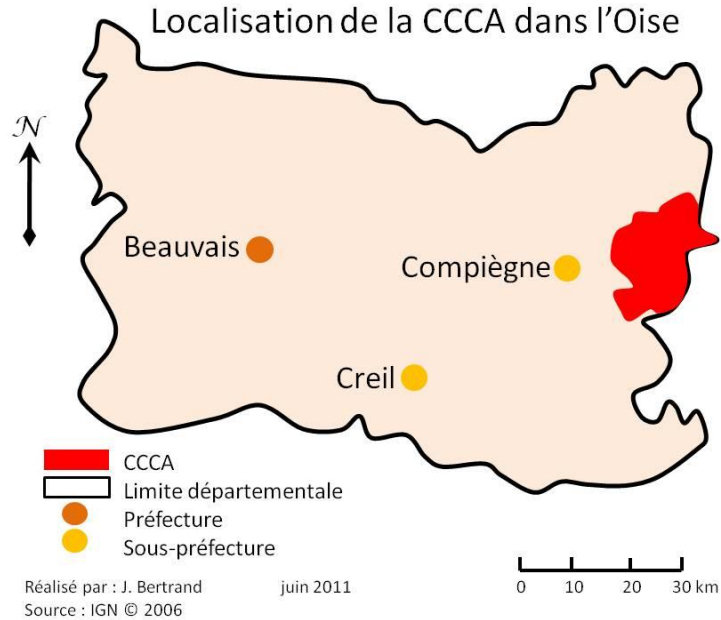 Localisation de la CCCA dans l'Oise
N
Beauvais
Compiègne
Creil
CCCA
Limite départementale
Préfecture
Sous-préfecture
0 10 20 30 km
Réalisé par : J. Bertrand juin 2011
Source : IGN © 2006